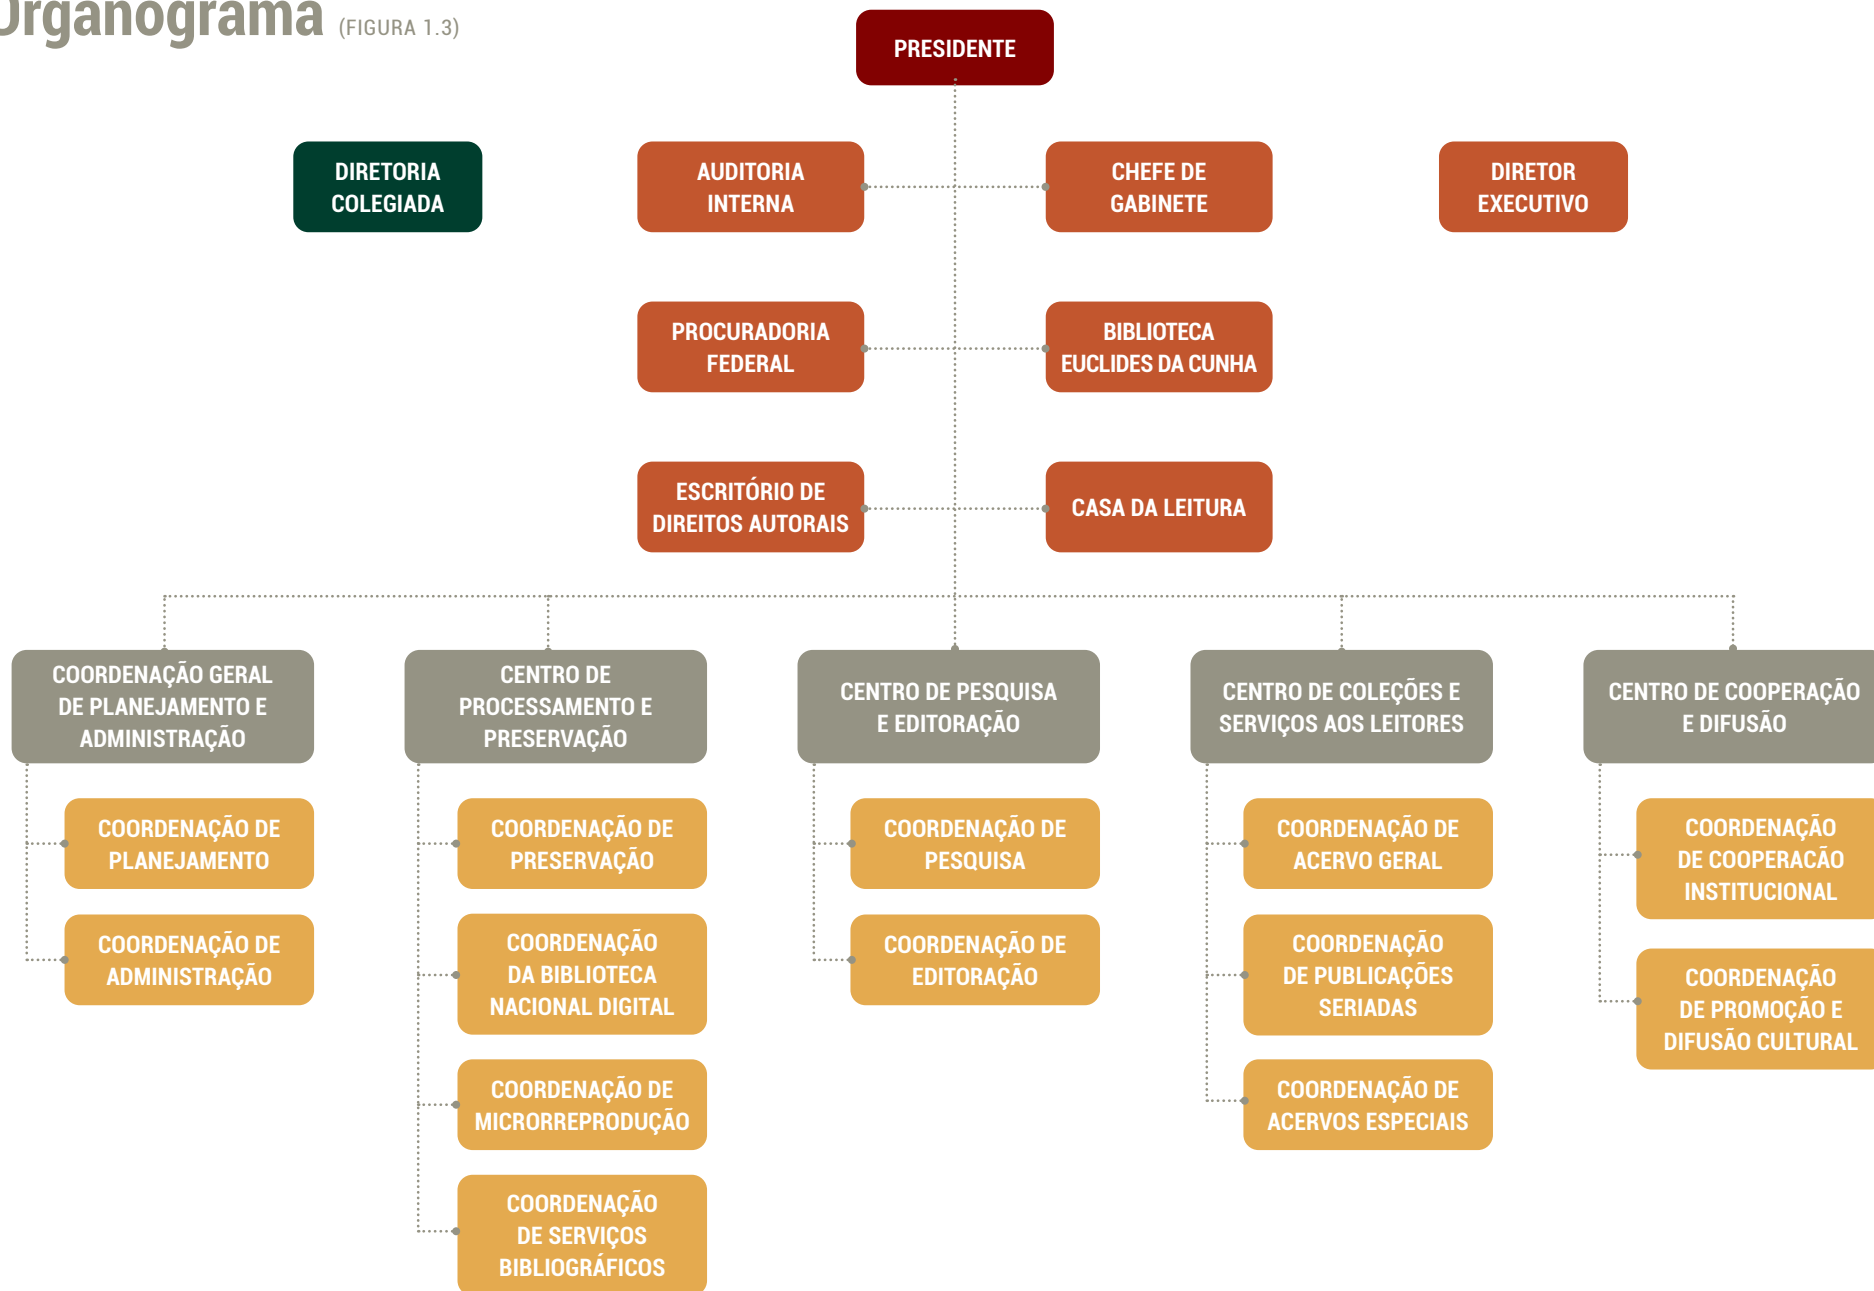 Organograma (FIGURA 1.3)
PRESIDENTE
DIRETORIA
COLEGIADA
AUDITORIA
INTERNA
CHEFE DE
GABINETE
DIRETOR
EXECUTIVO
PROCURADORIA
FEDERAL
BIBLIOTECA
EUCLIDES DA CUNHA
ESCRITÓRIO DE
DIREITOS AUTORAIS
CASA DA LEITURA
COORDENAÇÃO GERAL
DE PLANEJAMENTO E
ADMINISTRAÇÃO
CENTRO DE
PROCESSAMENTO E
PRESERVAÇÃO
CENTRO DE PESQUISA
E EDITORAÇÃO
CENTRO DE COLEÇÕES E
SERVIÇOS AOS LEITORES
CENTRO DE COOPERAÇÃO
E DIFUSÃO
COORDENAÇÃO DE
PLANEJAMENTO
COORDENAÇÃO DE
ADMINISTRAÇÃO
COORDENAÇÃO DE
PRESERVAÇÃO
COORDENAÇÃO
DA BIBLIOTECA
NACIONAL DIGITAL
COORDENAÇÃO DE
MICRORREPRODUÇÃO
COORDENAÇÃO
DE SERVIÇOS
BIBLIOGRÁFICOS
COORDENAÇÃO DE
PESQUISA
COORDENAÇÃO DE
EDITORAÇÃO
COORDENAÇÃO DE
ACERVO GERAL
COORDENAÇÃO
DE PUBLICAÇÕES
SERIADAS
COORDENAÇÃO DE
ACERVOS ESPECIAIS
COORDENAÇÃO
DE COOPERACÃO
INSTITUCIONAL
COORDENAÇÃO
DE PROMOÇÃO E
DIFUSÃO CULTURAL